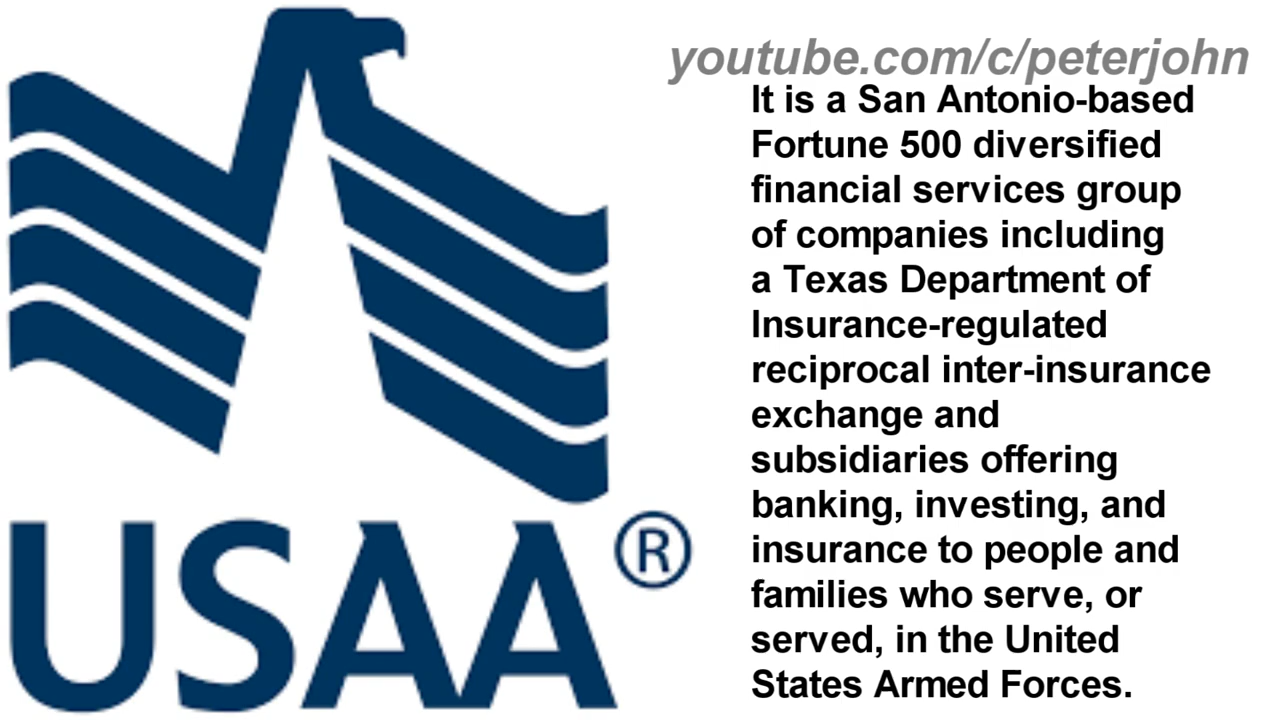 youtube.com/c/peterjohn
It is a San Antonio-based
Fortune 500 diversified
financial services group
of companies including
a Texas Department of
Insurance-regulated
reciprocal inter-insurance
exchange and
subsidiaries offering
banking, investing, and
insurance to people and
families who serve, or
served, in the United
States Armed Forces.
USAA®